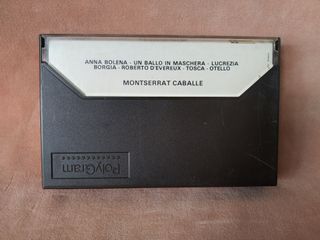 ANNA BOLENA - UN BALLO IN MASCHERA - LUCREZIA
BORGIA - ROBERTO D'EVEREUX - TOSCA - OTELLO
MONTSERRAT CABALLE
PolyGram